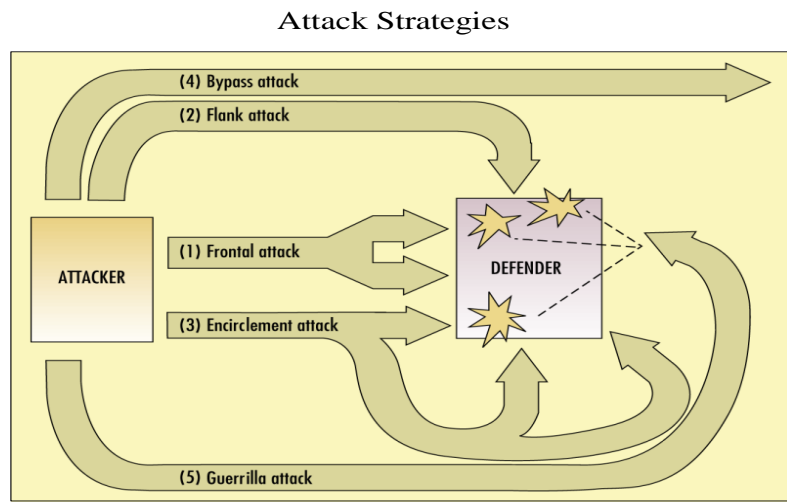 Attack Strategies
(4) Bypass attack
(2) Flank attack
(1) Frontal attack
ATTACKER
DEFENDER
(3) Encirclement attack
(5) Guerrilla attack